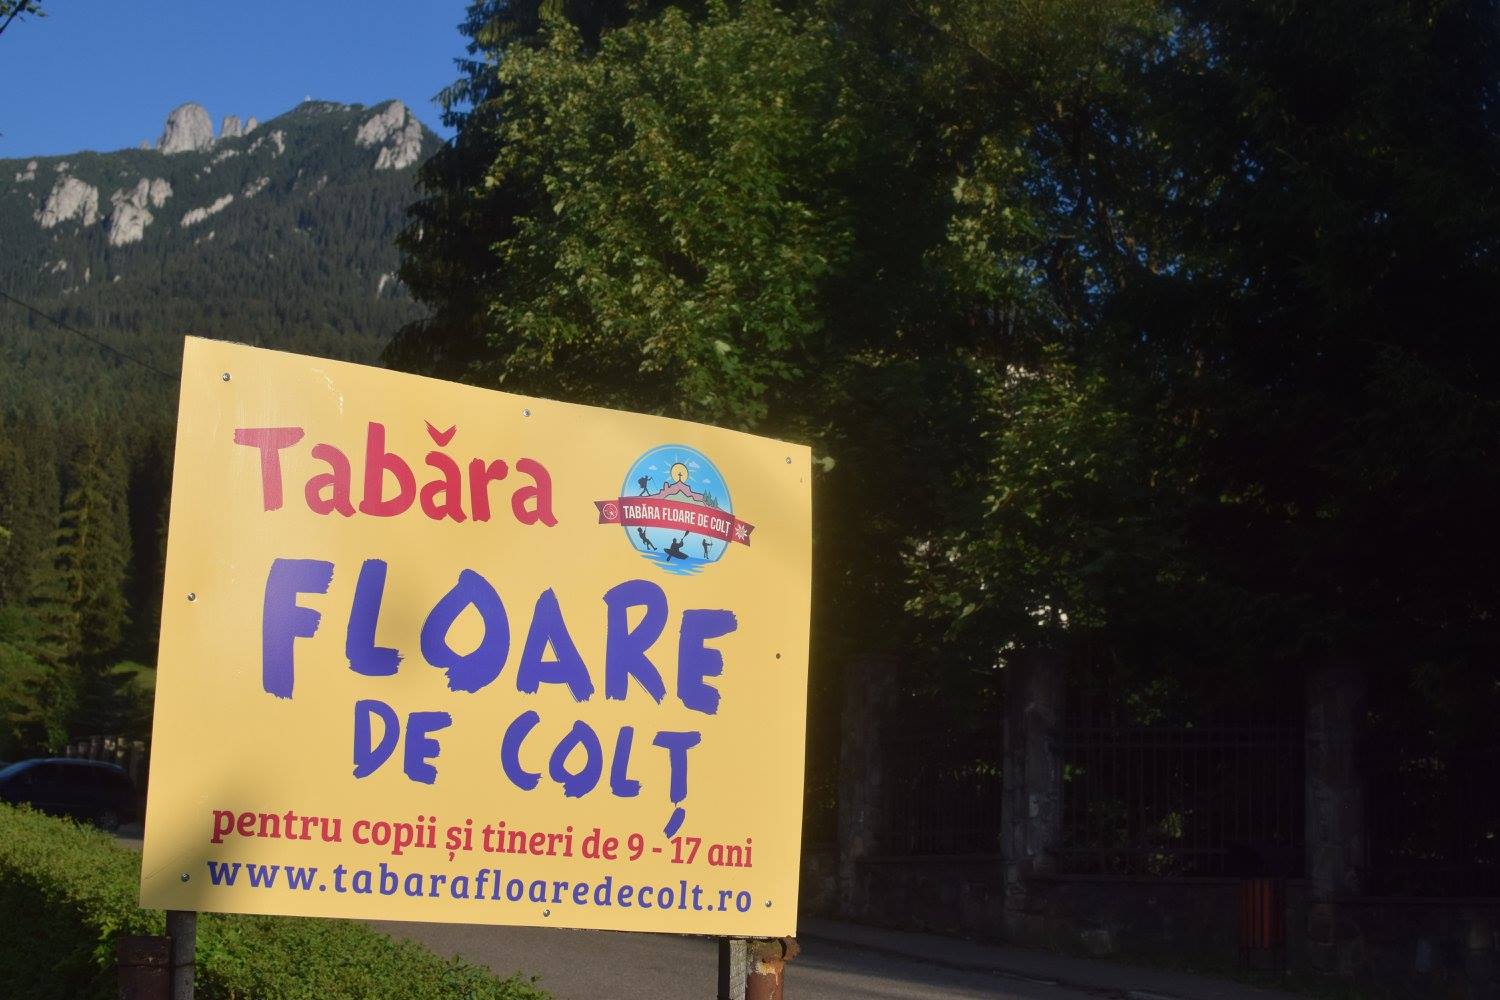 Tabăra
TABĂRA FLOARE DE COLȚ
FLOARE
DE COLȚ
pentru copii și tineri de 9 - 17 ani
www.tabarafloaredecolt.ro